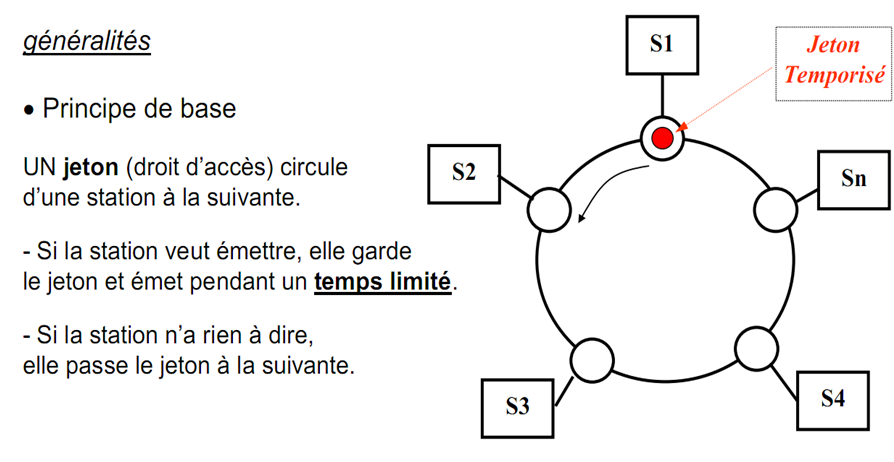 généralités
• Principe de base
UN jeton (droit d’accès) circule
d’une station à la suivante.
- Si la station veut émettre, elle garde
le jeton et émet pendant un temps limité.
- Si la station n’a rien à dire,
elle passe le jeton à la suivante.
S1
Jeton
Temporisé
S2
Sn
S3
S4